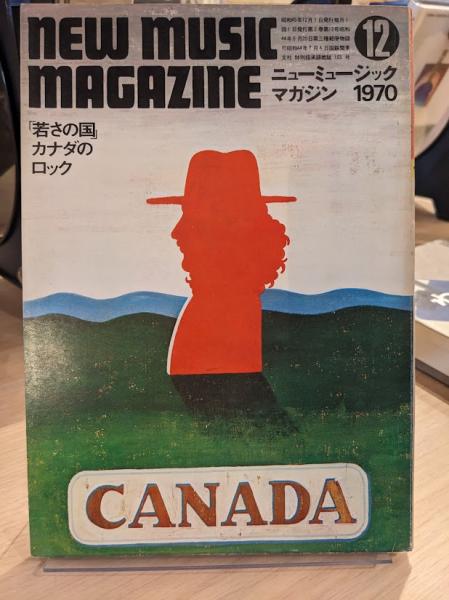 NEW MUSIC
MAGAZINE
12
ニューミュージック
マガジン 1970
「若さの国」
カナダの
ロック
CANADA